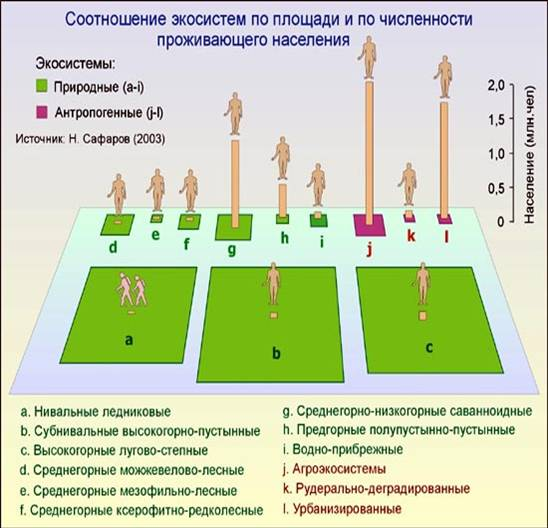 Соотношение экосистем по площади и по численности
проживающего населения
Экосистемы:
Природные (a-i)
Антропогенные (j-l)
Источник: Н. Сафаров (2003)
2,0
1,5
1,0
0,5
0
Население (млн.чел)
d
e
f
g
h
i
j
k
l
a
b
c
a. Нивальные ледниковые
b. Субнивальные высокогорно-пустынные
c. Высокогорные лугово-степные
d. Среднегорные можжевелово-лесные
e. Среднегорные мезофильно-лесные
f. Среднегорные ксерофитно-редколесные
g. Среднегорно-низкогорные саванноидные
h. Предгорные полупустынно-пустынные
i. Водно-прибрежные
j. Агроэкосистемы
k. Рудерально-деградированные
l. Урбанизированные